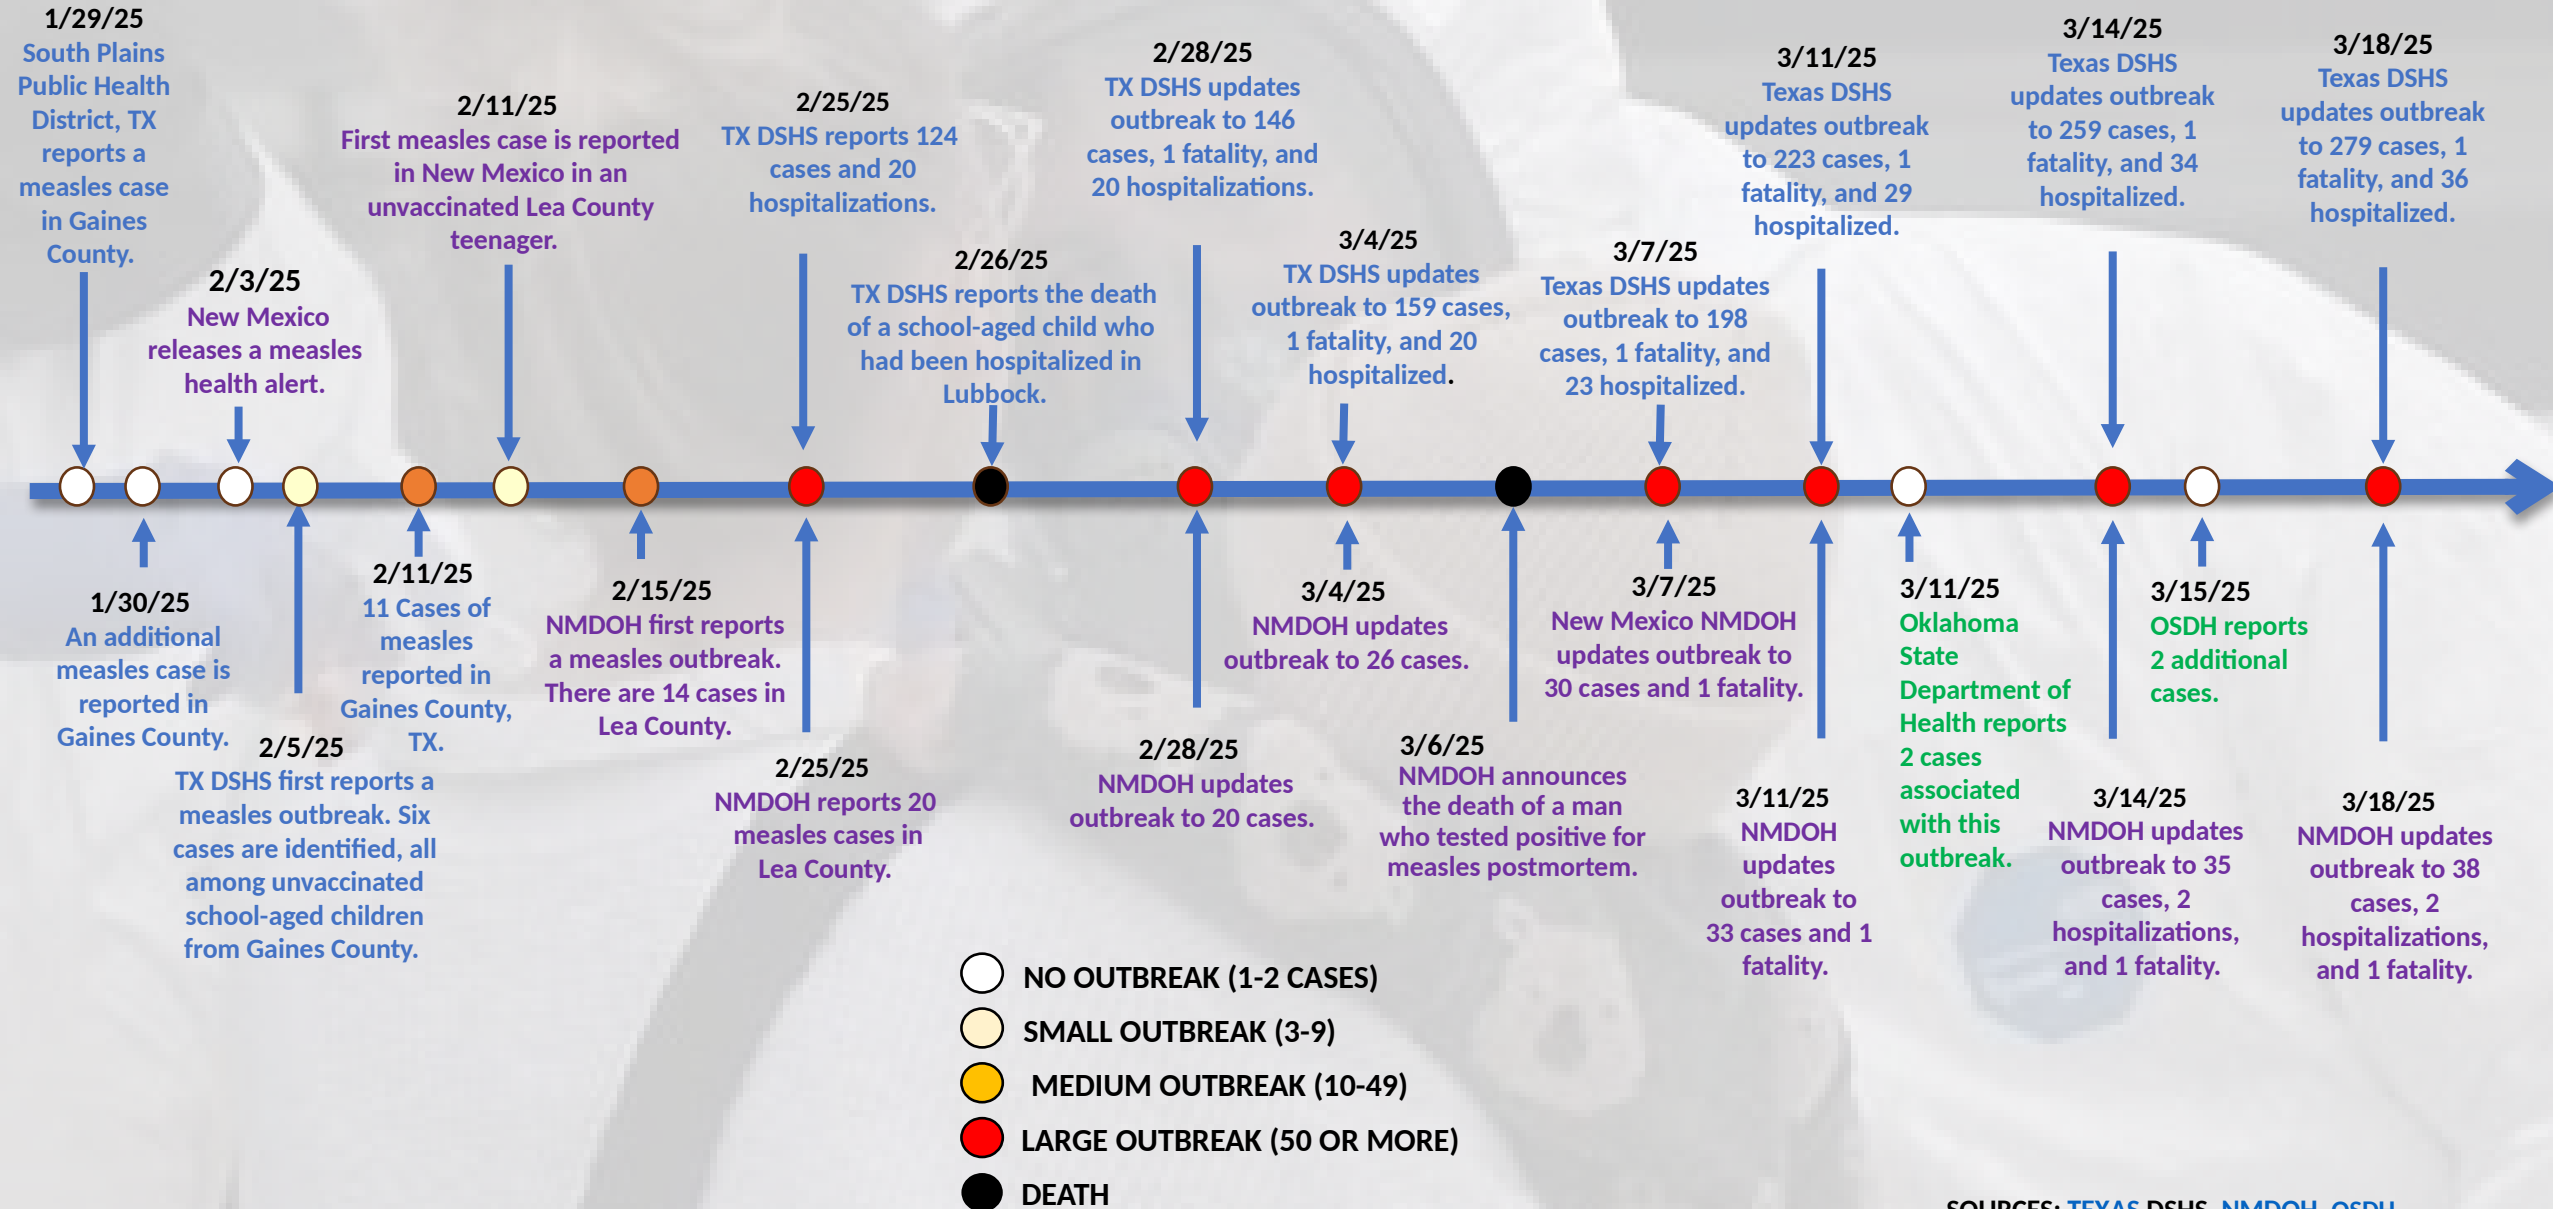 1/29/25
South Plains
Public Health
District, TX
reports a
measles case
in Gaines
County.
2/3/25
New Mexico
releases a measles
health alert.
2/11/25
First measles case is reported
in New Mexico in an
unvaccinated Lea County
teenager.
2/25/25
TX DSHS reports 124
cases and 20
hospitalizations.
2/26/25
TX DSHS reports the death
of a school-aged child who
had been hospitalized in
Lubbock.
2/28/25
TX DSHS updates
outbreak to 146
cases, 1 fatality, and
20 hospitalizations.
3/4/25
TX DSHS updates
outbreak to 159 cases,
1 fatality, and 20
hospitalized.
3/7/25
Texas DSHS updates
outbreak to 198
cases, 1 fatality, and
23 hospitalized.
3/11/25
Texas DSHS
updates outbreak
to 223 cases, 1
fatality, and 29
hospitalized.
3/14/25
Texas DSHS
updates outbreak
to 259 cases, 1
fatality, and 34
hospitalized.
3/18/25
Texas DSHS
updates outbreak
to 279 cases, 1
fatality, and 36
hospitalized.
1/30/25
An additional
measles case is
reported in
Gaines County.
2/5/25
TX DSHS first reports a
measles outbreak. Six
cases are identified, all
among unvaccinated
school-aged children
from Gaines County.
2/11/25
11 Cases of
measles
reported in
Gaines County,
TX.
2/15/25
NMDOH first reports
a measles outbreak.
There are 14 cases in
Lea County.
2/25/25
NMDOH reports 20
measles cases in
Lea County.
2/28/25
NMDOH updates
outbreak to 20 cases.
3/4/25
NMDOH updates
outbreak to 26 cases.
3/6/25
NMDOH announces
the death of a man
who tested positive for
measles postmortem.
3/7/25
New Mexico NMDOH
updates outbreak to
30 cases and 1 fatality.
3/11/25
NMDOH
updates
outbreak to
33 cases and 1
fatality.
3/11/25
Oklahoma
State
Department of
Health reports
2 cases
associated
with this
outbreak.
3/14/25
NMDOH updates
outbreak to 35
cases, 2
hospitalizations,
and 1 fatality.
3/15/25
OSDH reports
2 additional
cases.
3/18/25
NMDOH updates
outbreak to 38
cases, 2
hospitalizations,
and 1 fatality.
NO OUTBREAK (1-2 CASES)
SMALL OUTBREAK (3-9)
MEDIUM OUTBREAK (10-49)
LARGE OUTBREAK (50 OR MORE)
DEATH
SOURCES: TEXAS DSHS, NMDOH, OSDH